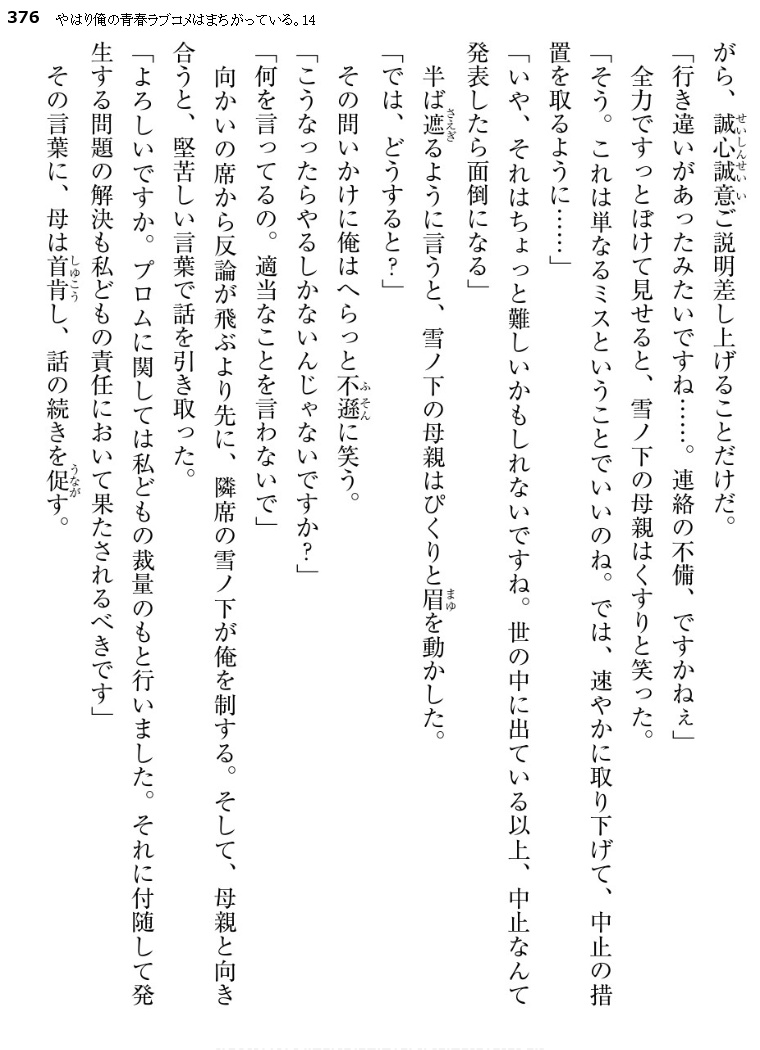 376 やはり俺の青春ラブコメはまちがっている。14
がら、誠心誠意ご説明差し上げることだけだ。
「行き違いがあったみたいですね……。連絡の不備、ですかねぇ」
全力ですっとぼけて見せると、雪ノ下の母親はくすりと笑った。
「そう。これは単なるミスということでいいのね。では、速やかに取り下げて、中止の措
置を取るように……」
「いや、それはちょっと難しいかもしれないですね。世の中に出ている以上、中止なんて
発表したら面倒になる」
半ば遮るように言うと、雪ノ下の母親はぴくりと眉を動かした。
「では、どうすると？」
その問いかけに俺はへらっと不遜に笑う。
「こうなったらやるしかないんじゃないですか？」
「何を言ってるの。適当なことを言わないで」
向かいの席から反論が飛ぶより先に、隣席の雪ノ下が俺を制する。そして、母親と向き
合うと、堅苦しい言葉で話を引き取った。
「よろしいですか。プロムに関しては私どもの裁量のもと行いました。それに付随して発
生する問題の解決も私どもの責任において果たされるべきです」
その言葉に、母は首肯し、話の続きを促す。